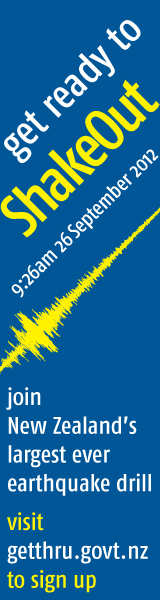 get ready to
ShakeOut
9:26am 26 September 2012
join
New Zealand's
largest ever
earthquake drill
visit
getthru.govt.nz
to sign up